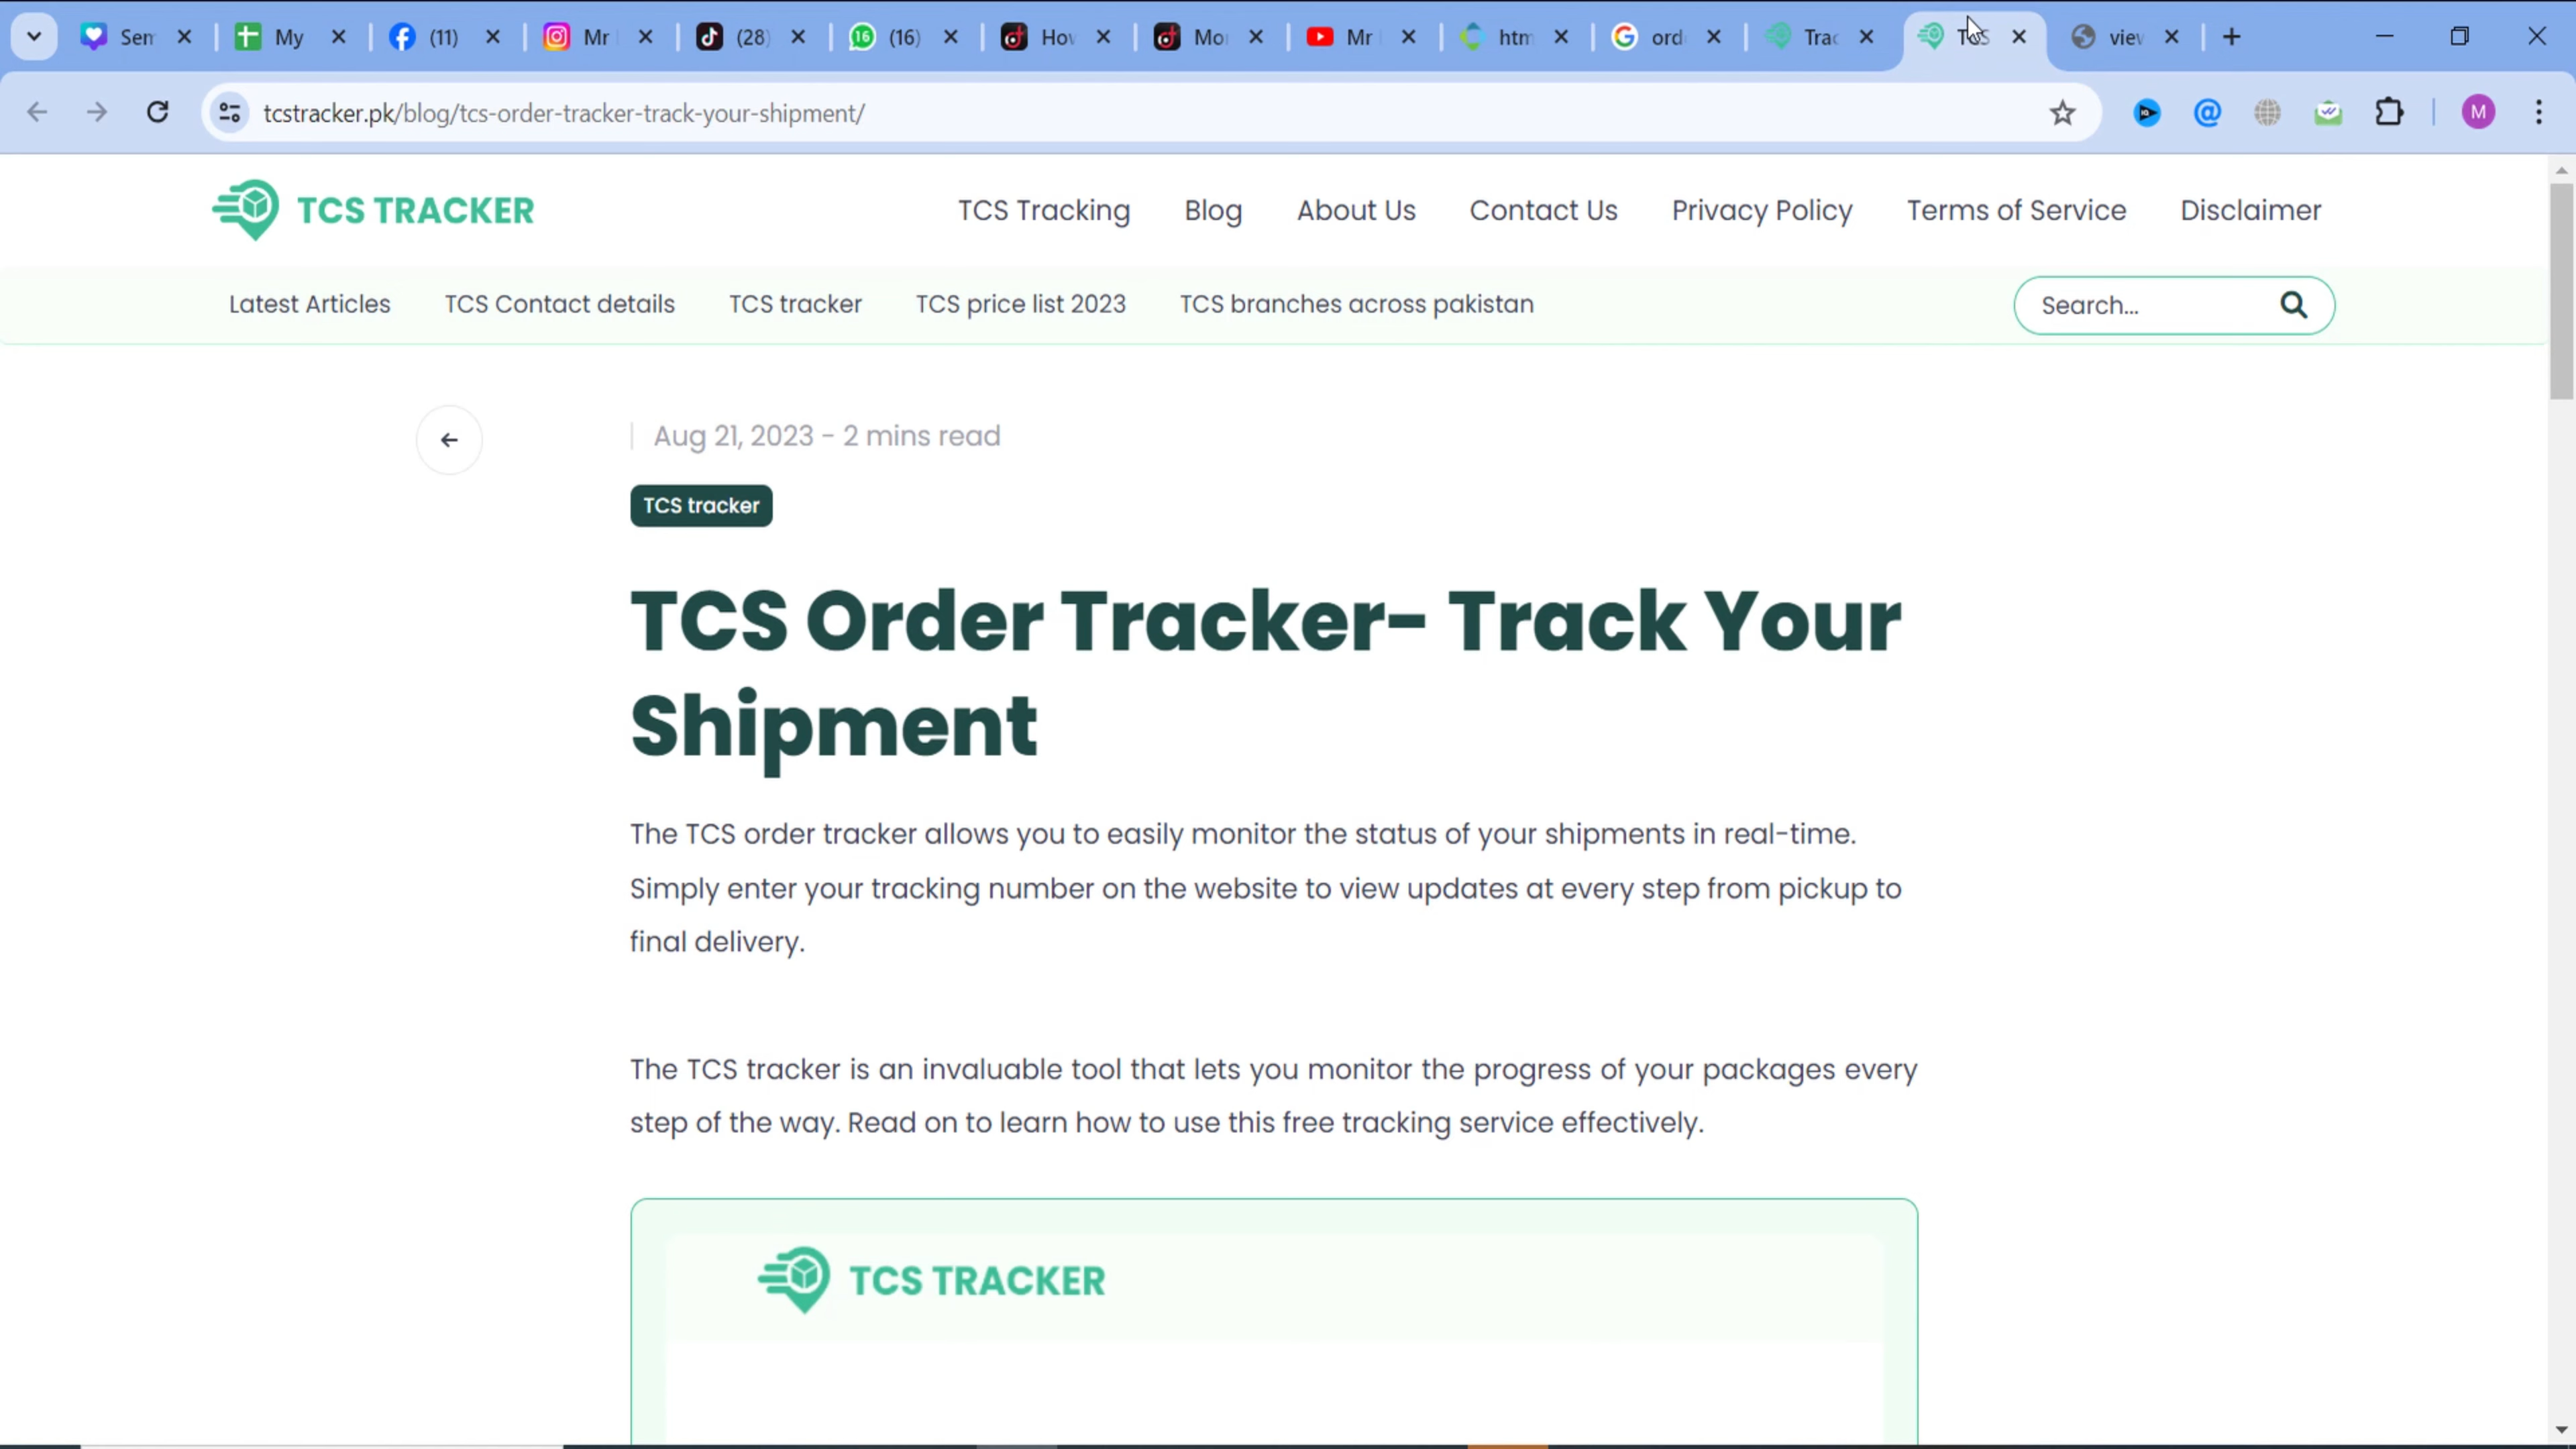 Sen
My
(11)
Mr
(28)
(16)
16
Hov
Mo
Mr
htm
ord
Trac
TCS
view
tcstracker.pk/blog/tcs-order-tracker-track-your-shipment/
M
TCS TRACKER
TCS Tracking
Blog
About Us
Contact Us
Privacy Policy
Terms of Service
Disclaimer
Latest Articles
TCS Contact details
TCS tracker
TCS price list 2023
TCS branches across pakistan
Search...
Aug 21, 2023 - 2 mins read
TCS tracker
TCS Order Tracker- Track Your
Shipment
The TCS order tracker allows you to easily monitor the status of your shipments in real-time.
Simply enter your tracking number on the website to view updates at every step from pickup to
final delivery.
The TCS tracker is an invaluable tool that lets you monitor the progress of your packages every
step of the way. Read on to learn how to use this free tracking service effectively.
TCS TRACKER